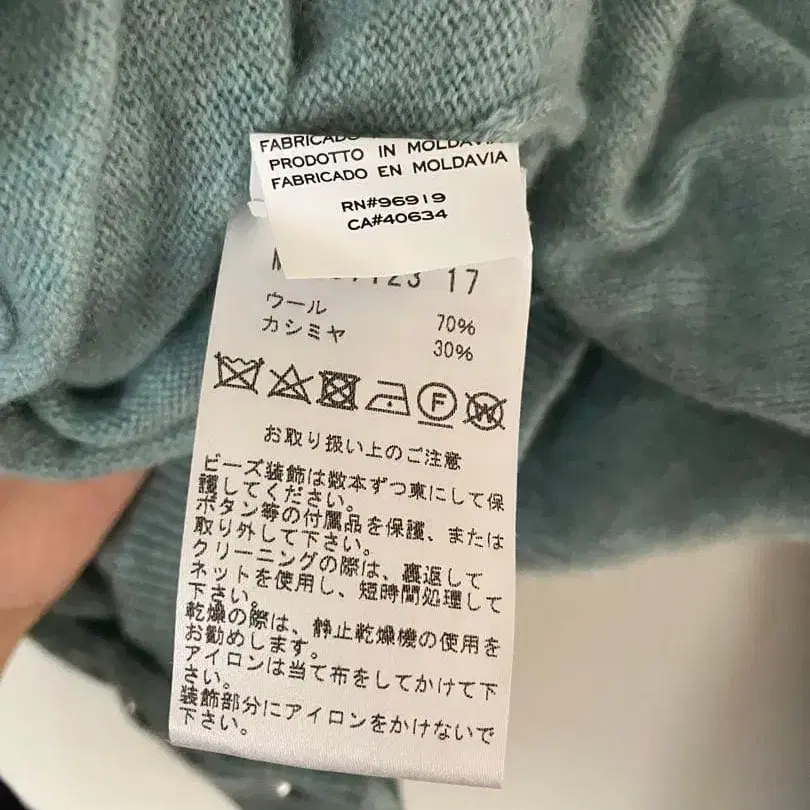 FABRICADO
PRODOTTO IN MOLDAVIA
FABRICADO EN MOLDAVIA
RN#96919
CA#40634
17
ウール 70%
カシミヤ 30%
F
W
お取り扱い上のご注意
ビーズ装飾は数本ずつ束にして保
護してください。
ボタン等の付属品を保護、または
取り外して下さい。
クリーニングの際は、裏返して
ネットを使用し、短時間処理して
下さい。
乾燥の際は、静止乾燥機の使用を
お勧めします。
アイロンは当て布をしてかけて下
さい。
装飾部分にアイロンをかけないで
下さい。